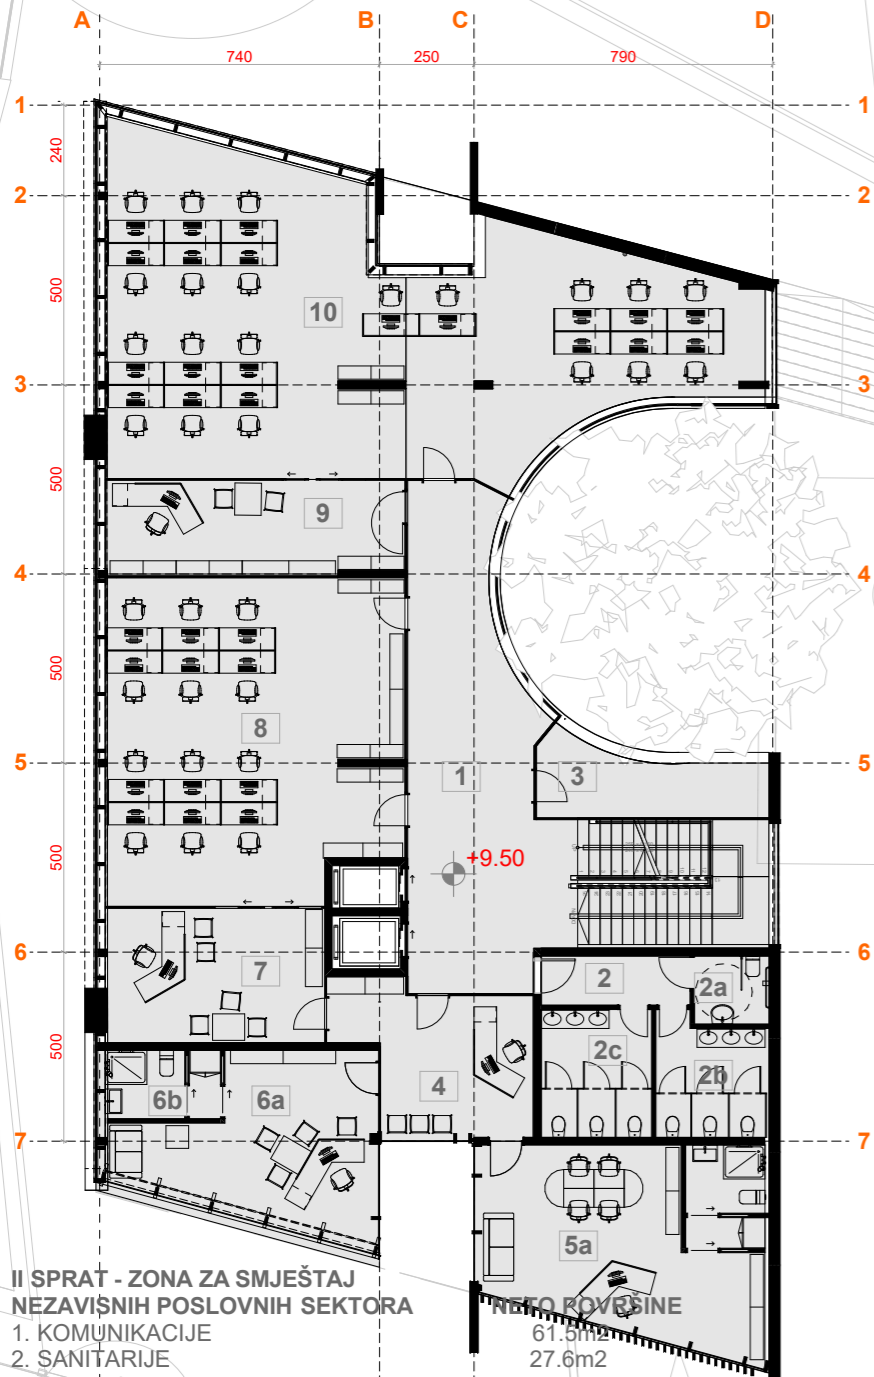 A B C D
740 250 790
1 1
240
2 2
500
10
3 3
500
9
4 4
500
8
5 1 3 5
500
+9.50
6 6
7 2 2a
500
2c 2b
6b 6a 4
7 7
5a
II SPRAT - ZONA ZA SMJEŠTAJ
NEZAVISNIH POSLOVNIH SEKTORA NETO POVRŠINE
1. KOMUNIKACIJE 61.5m2
2. SANITARIJE 27.6m2